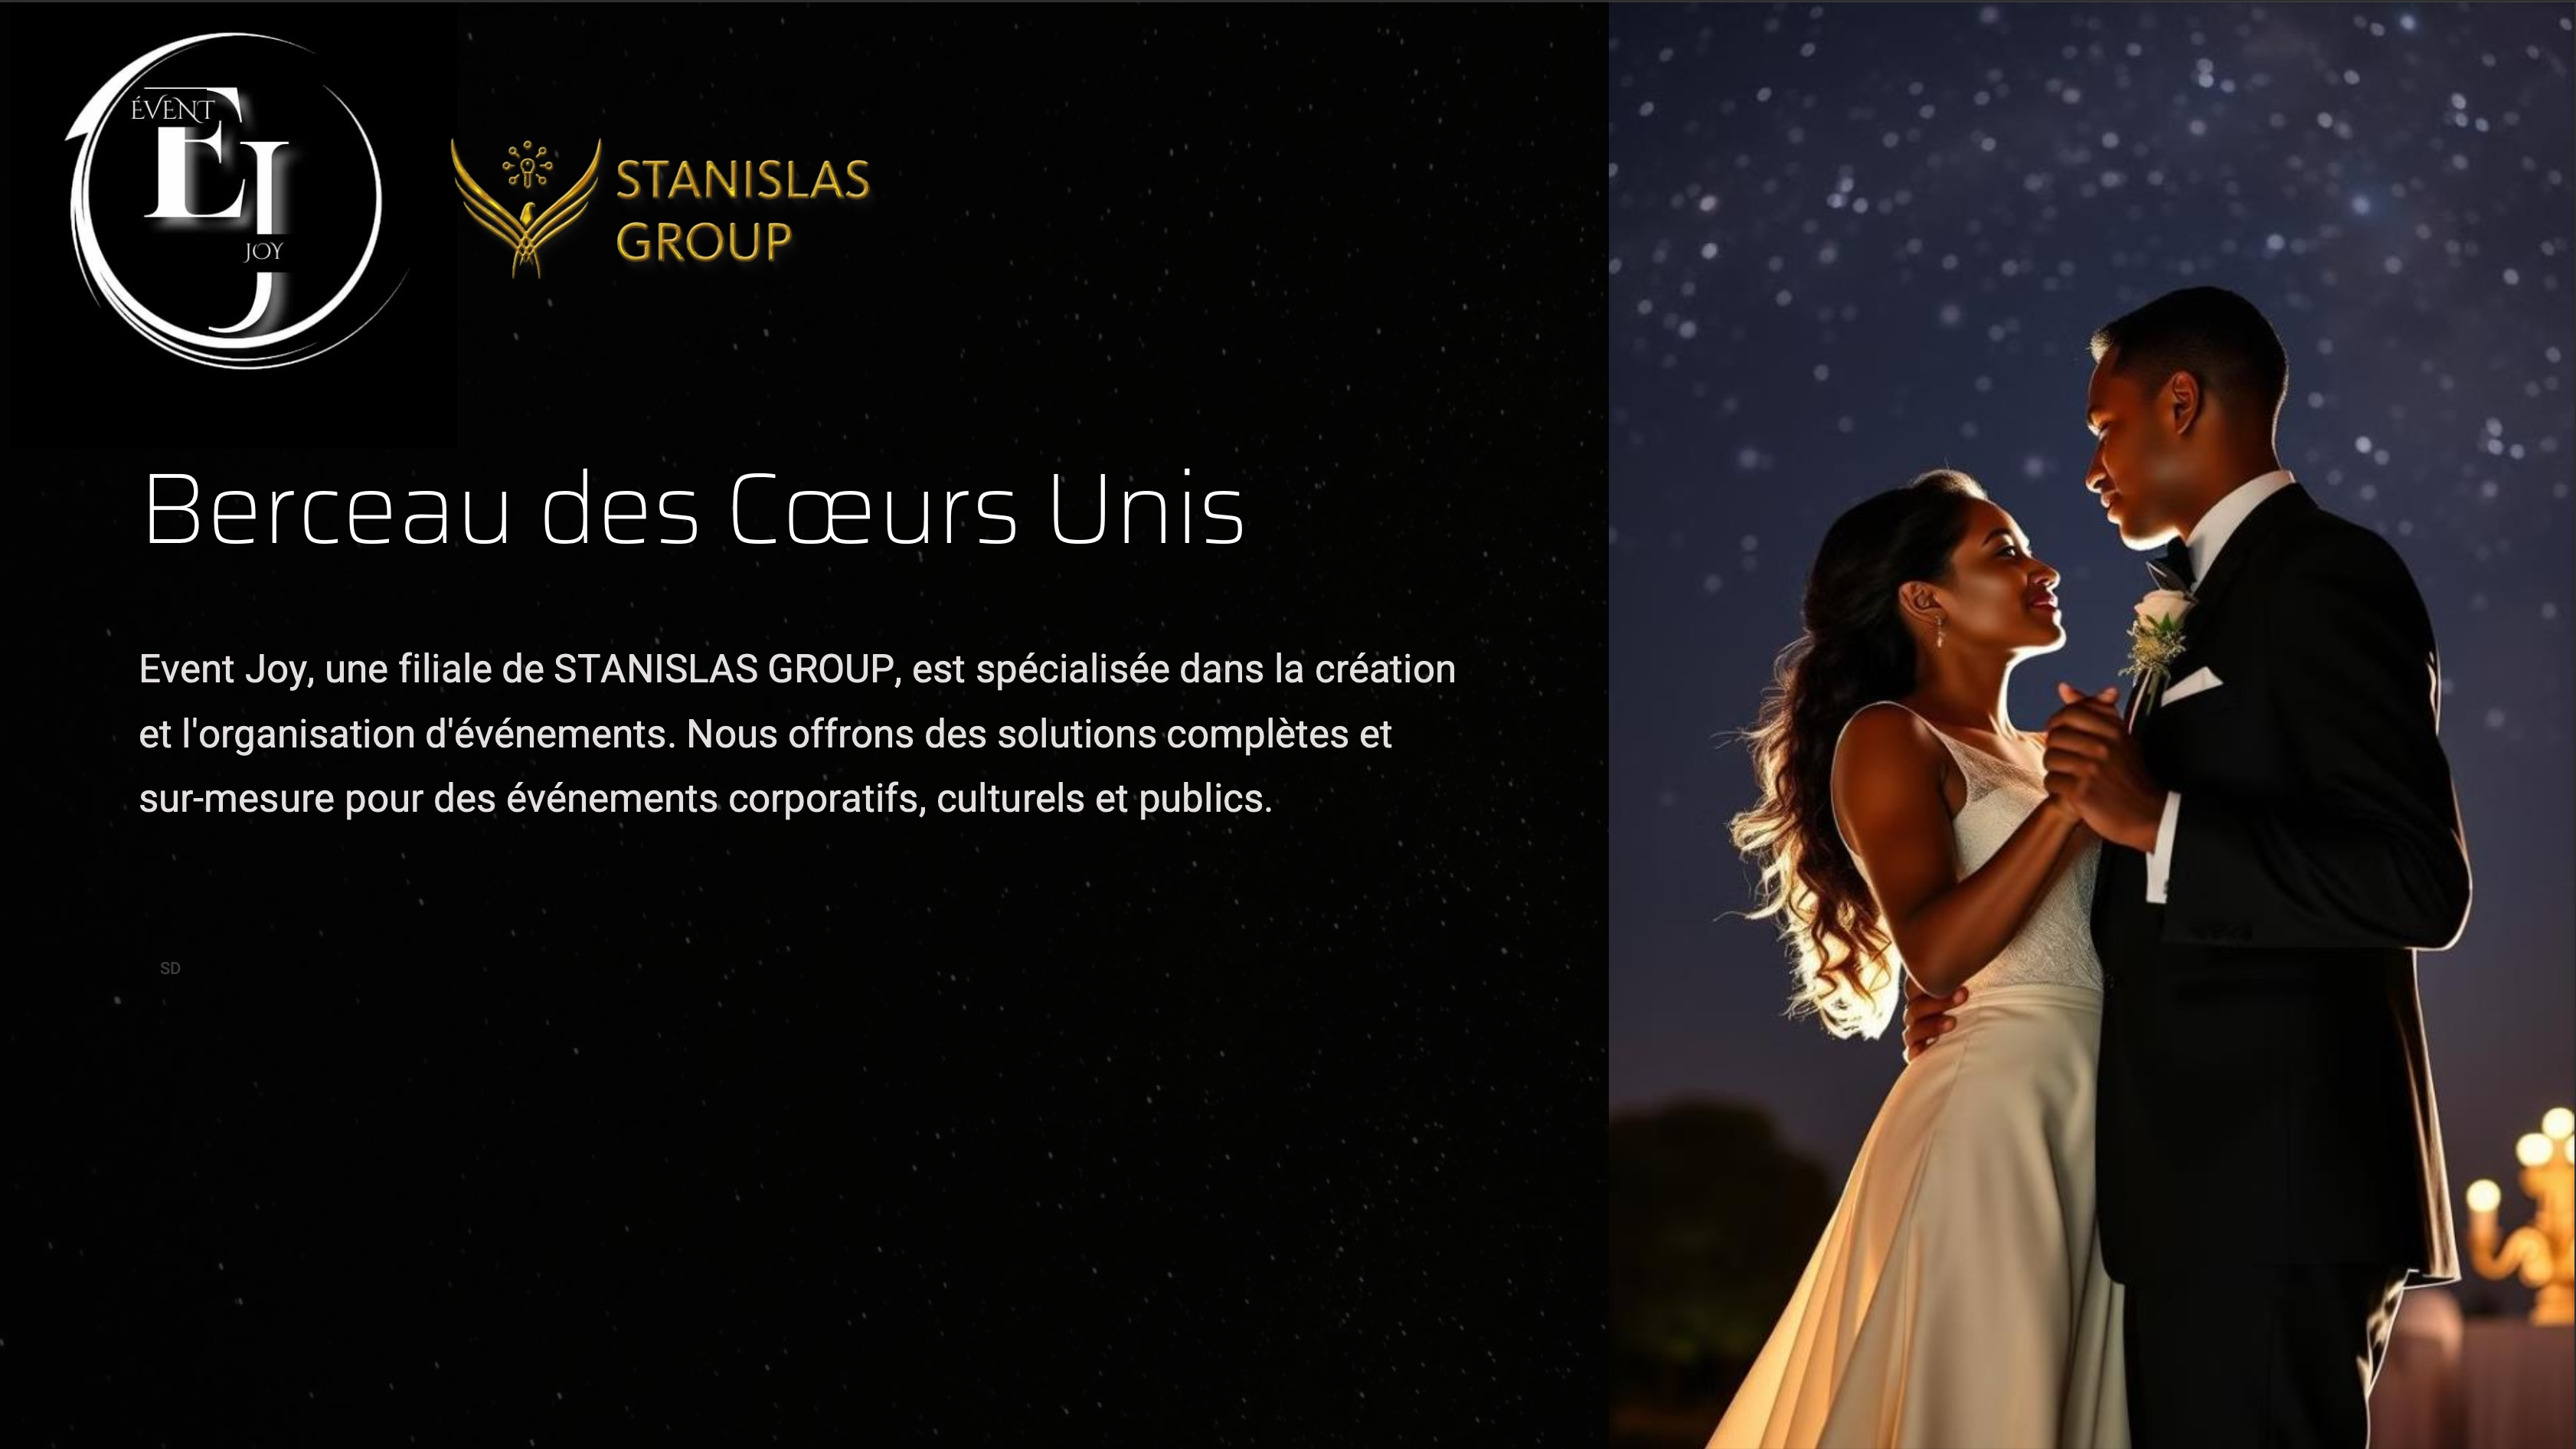 ÉVENT
EJ
JOY
STANISLAS
GROUP
Berceau des Cœurs Unis
Event Joy, une filiale de STANISLAS GROUP, est spécialisée dans la création
et l'organisation d'événements. Nous offrons des solutions complètes et
sur-mesure pour des événements corporatifs, culturels et publics.
SD